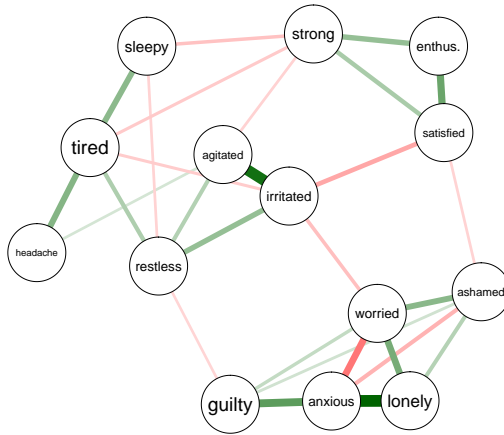 strong
sleepy
enthus.
satisfied
tired
agitated
irritated
headache
restless
ashamed
worried
guilty
anxious
lonely